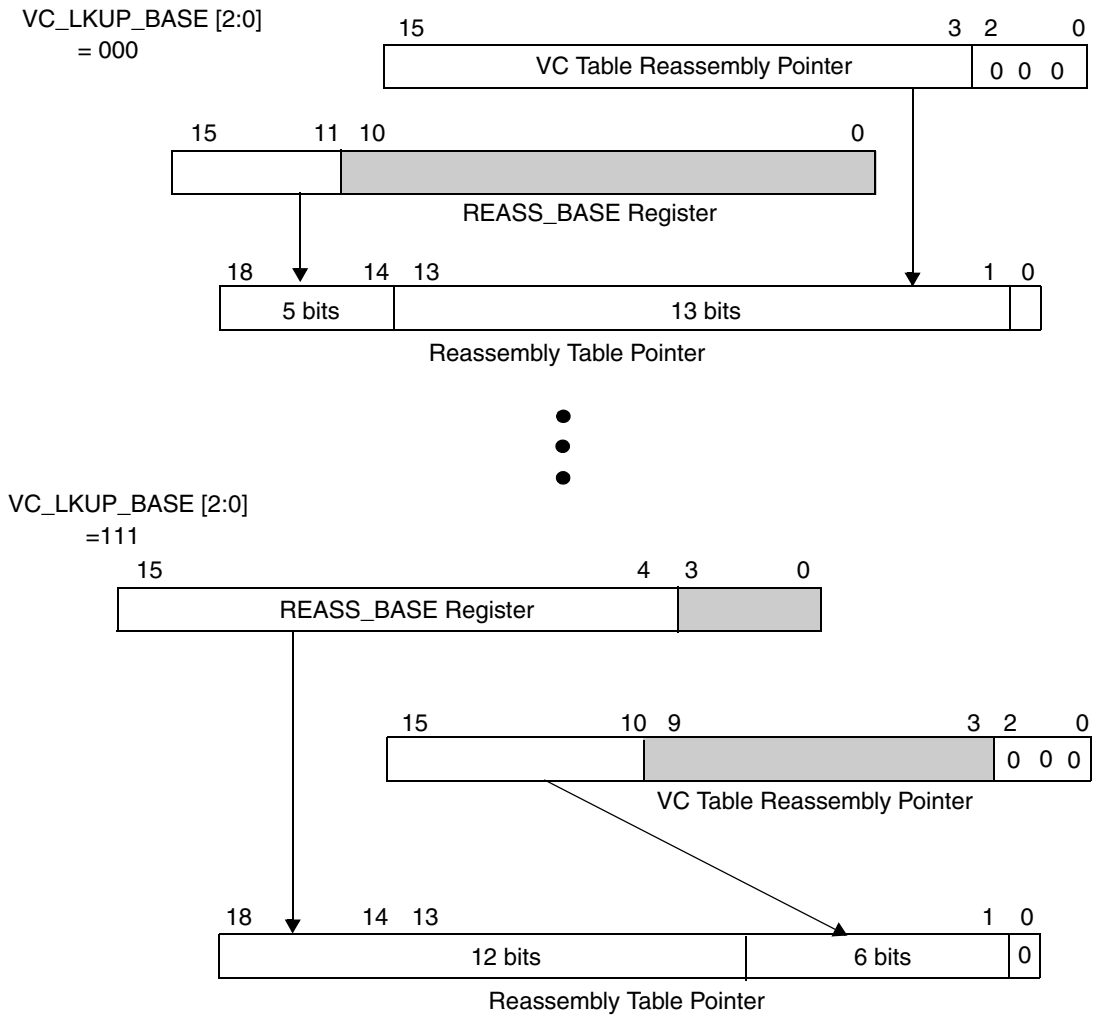 VC_LKUP_BASE [2:0]
= 000
15 3 2 0
VC Table Reassembly Pointer 0 0 0
15 11 10 0
REASS_BASE Register
18 14 13 1 0
5 bits 13 bits
Reassembly Table Pointer
VC_LKUP_BASE [2:0]
=111
15 4 3 0
REASS_BASE Register
15 10 9 3 2 0
0 0 0
VC Table Reassembly Pointer
18 14 13 1 0
12 bits 6 bits 0
Reassembly Table Pointer